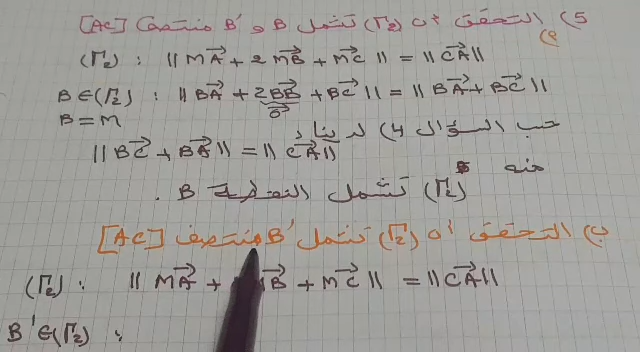 5) التحقق أن (Γ₂) تشمل B و B' منتصف [AC]
P)
(Γ₂) : ||MA→ + 2MB→ + MC→|| = ||CA→||
B∈(Γ₂) : ||BA→ + 2BB→ + BC→|| = ||BA→ + BC→||
0→
B = M
حسب السؤال 4) لدينا
||BC→ + BA→|| = ||CA→||
منه (Γ₂) تشمل النقطة B .
ب) التحقق أن (Γ₂) تشمل B' منتصف [AC]
(Γ₂) : ||MA→ + B→ + MC→|| = ||CA→||
B'∈(Γ₂) :